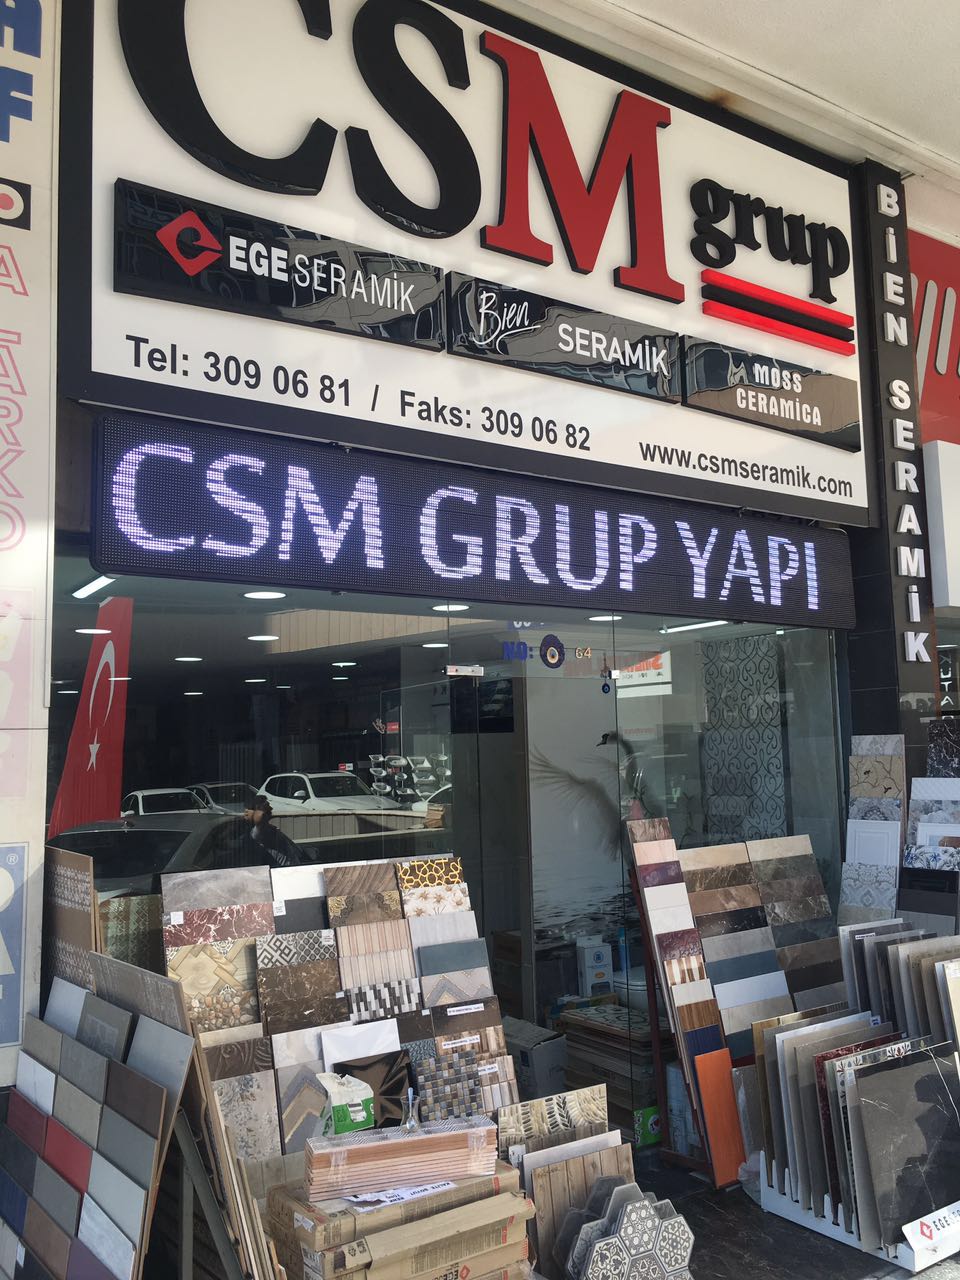 CSM grup
EGE SERAMİK
Bien SERAMİK
MOSS CERAMICA
Tel: 309 06 81 / Faks: 309 06 82
www.csmseramik.com
CSM GRUP YAPI
BİEN SERAMİK
NO: 64